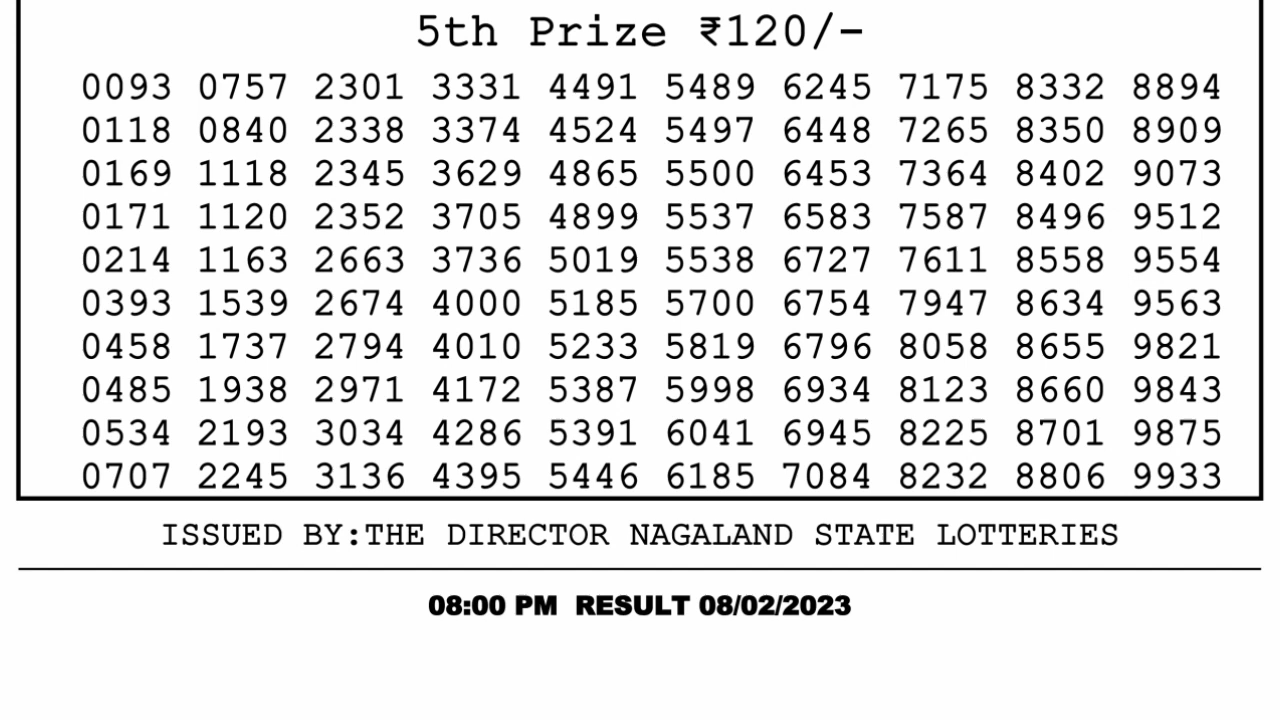 5th Prize ₹120/-
0093 0757 2301 3331 4491 5489 6245 7175 8332 8894
0118 0840 2338 3374 4524 5497 6448 7265 8350 8909
0169 1118 2345 3629 4865 5500 6453 7364 8402 9073
0171 1120 2352 3705 4899 5537 6583 7587 8496 9512
0214 1163 2663 3736 5019 5538 6727 7611 8558 9554
0393 1539 2674 4000 5185 5700 6754 7947 8634 9563
0458 1737 2794 4010 5233 5819 6796 8058 8655 9821
0485 1938 2971 4172 5387 5998 6934 8123 8660 9843
0534 2193 3034 4286 5391 6041 6945 8225 8701 9875
0707 2245 3136 4395 5446 6185 7084 8232 8806 9933
ISSUED BY:THE DIRECTOR NAGALAND STATE LOTTERIES
08:00 PM RESULT 08/02/2023